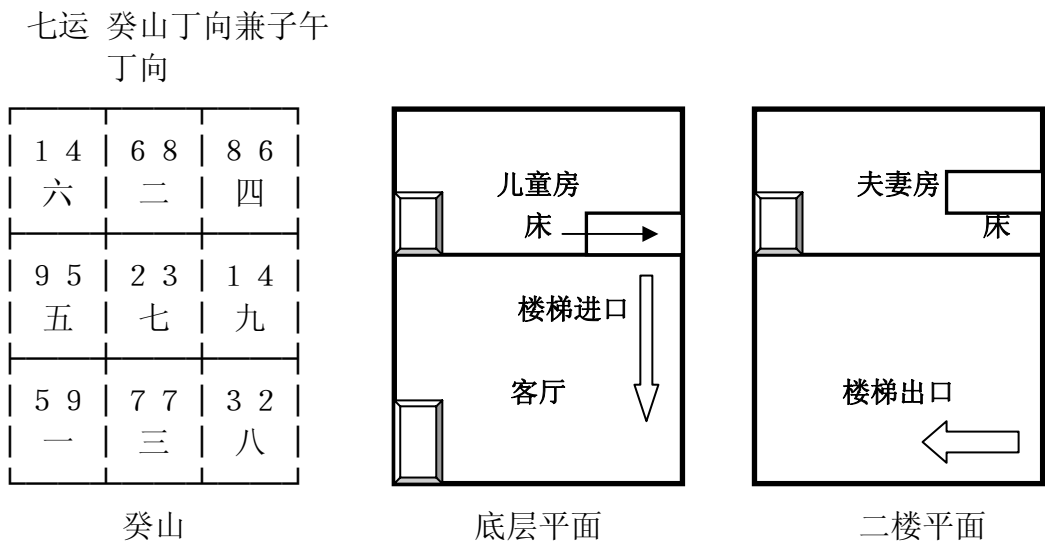 七运 癸山丁向兼子午
丁向
1 4 6 8 8 6
六 二 四
9 5 2 3 1 4
五 七 九
5 9 7 7 3 2
一 三 八
癸山
儿童房
床
楼梯进口
客厅
底层平面
夫妻房
床
楼梯出口
二楼平面